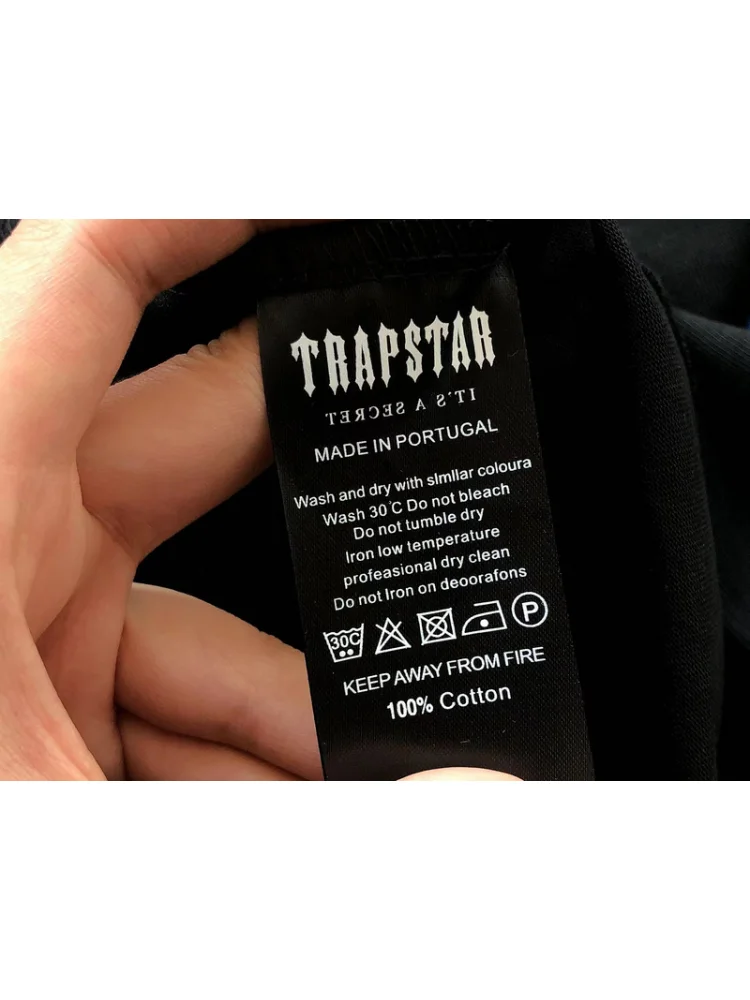 TRAPSTAR
IT'S A SECRET
MADE IN PORTUGAL
Wash and dry with slmllar coloura
Wash 30°C Do not bleach
Do not tumble dry
Iron low temperature
profeasional dry clean
Do not Iron on deoorafons
30C
P
KEEP AWAY FROM FIRE
100% Cotton